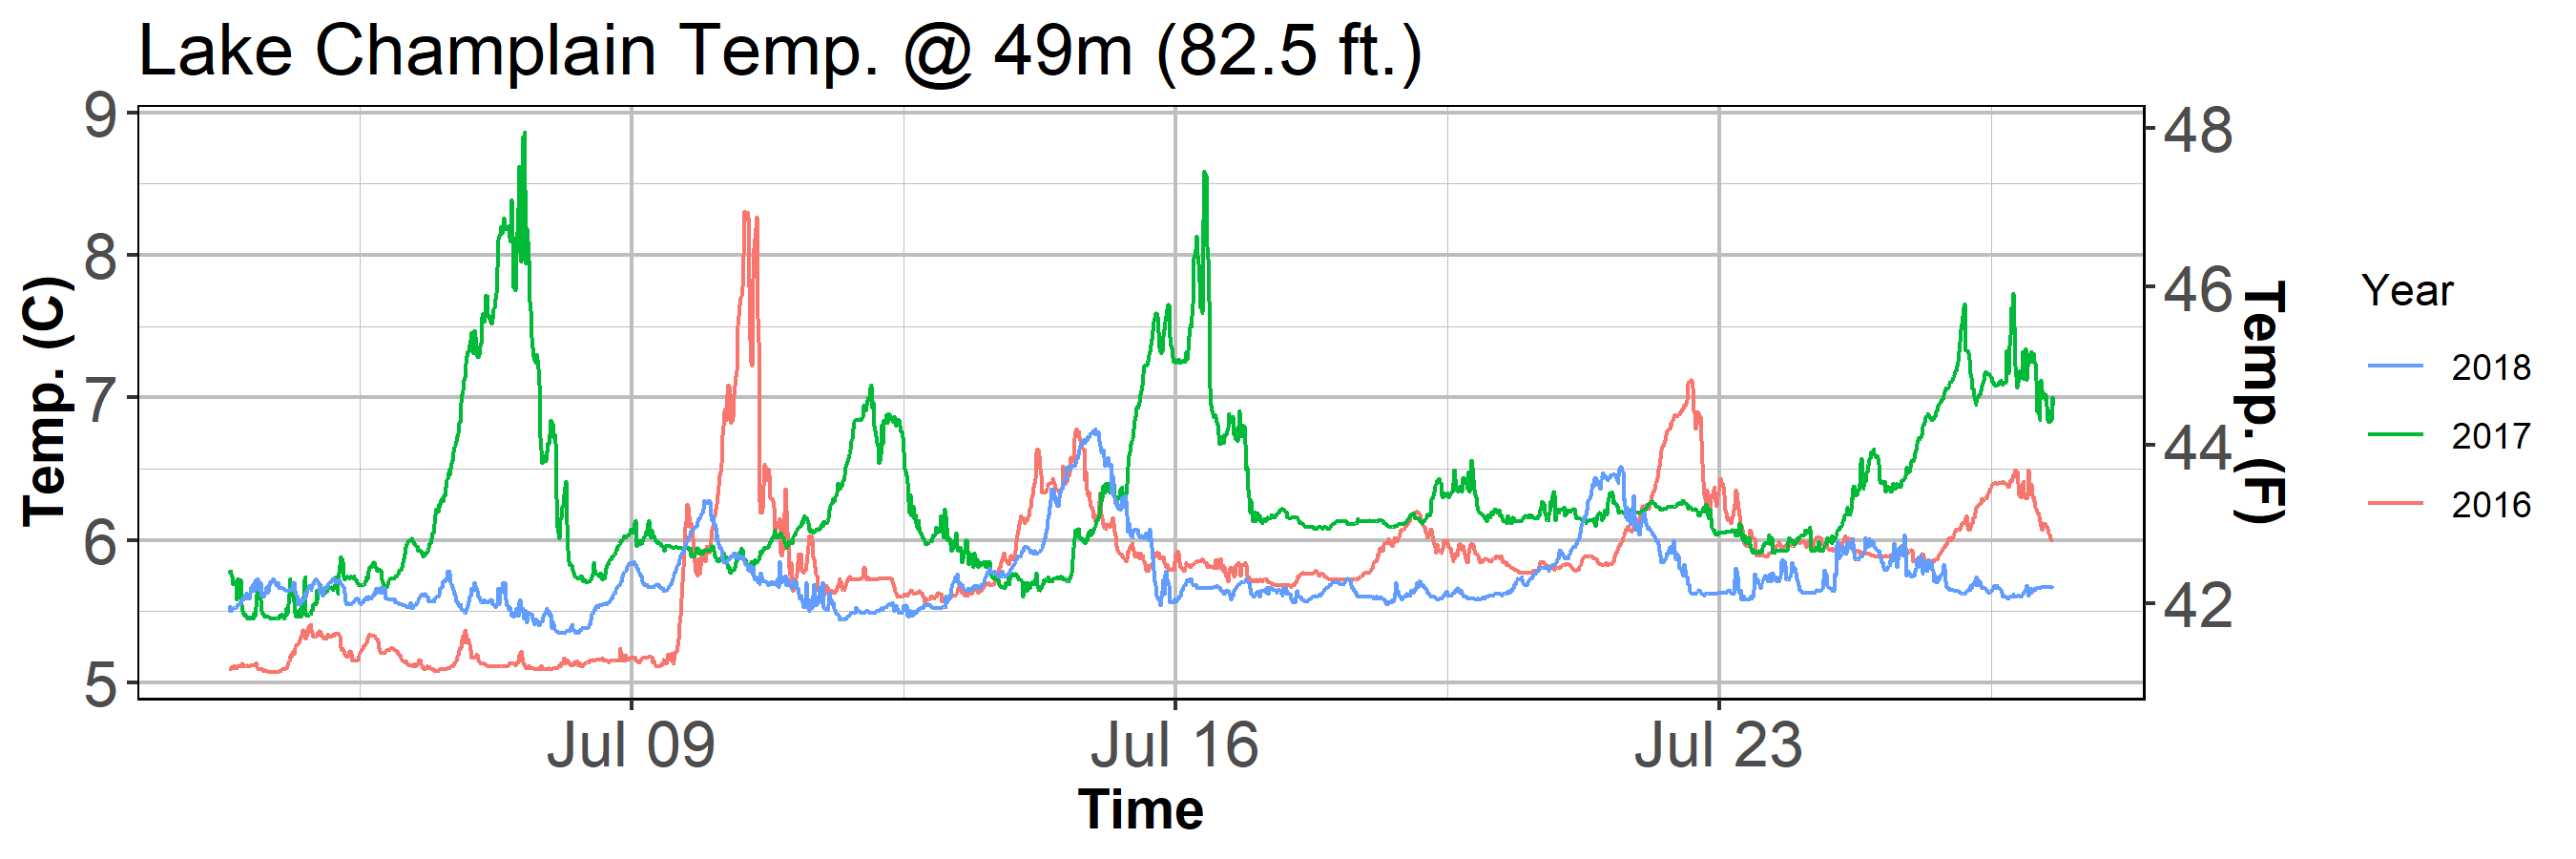 Lake Champlain Temp. @ 49m (82.5 ft.)
Temp. (C)
9
8
7
6
5
48
46
44
42
Temp. (F)
Jul 09
Jul 16
Jul 23
Time
Year
2018
2017
2016